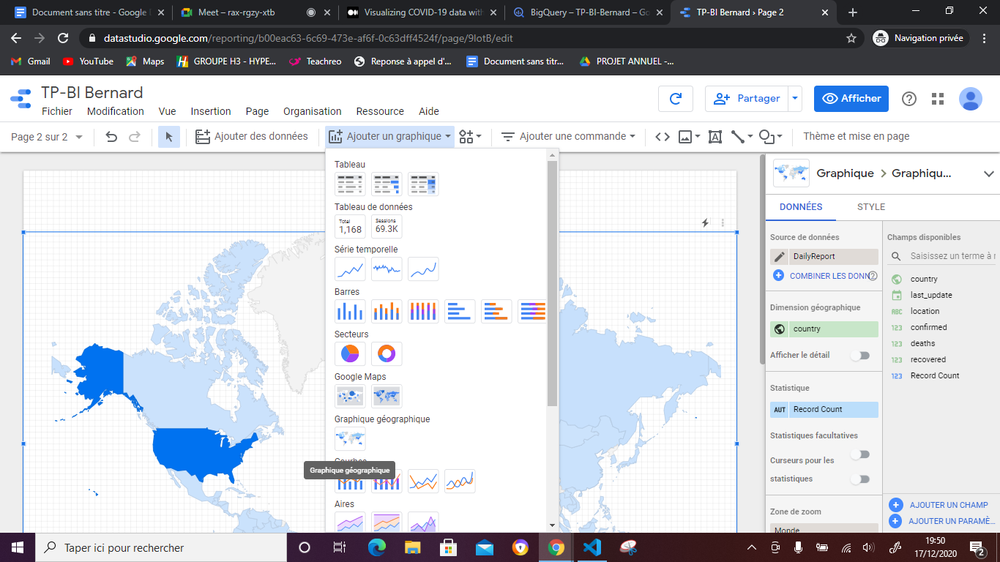 Document sans titre - Google D
Meet – rax-rgzy-xtb
Visualizing COVID-19 data with
BigQuery – TP-BI-Bernard – Go
TP-BI Bernard › Page 2
datastudio.google.com/reporting/b00eac63-6c69-473e-af6f-0c63dff4524f/page/9IotB/edit
Navigation privée
Gmail
YouTube
Maps
GROUPE H3 - HYPE...
Teachreo
Reponse à appel d'...
Document sans titr...
PROJET ANNUEL -...
TP-BI Bernard
Fichier
Modification
Vue
Insertion
Page
Organisation
Ressource
Aide
Partager
Afficher
Page 2 sur 2
Ajouter des données
Ajouter un graphique
Ajouter une commande
Thème et mise en page
Tableau
Tableau de données
Total
1,168
Sessions
69.3K
Série temporelle
Barres
Secteurs
Google Maps
Graphique géographique
Graphique géographique
Aires
Graphique
Graphiqu...
DONNÉES
STYLE
Source de données
DailyReport
COMBINER LES DONN
Dimension géographique
country
Afficher le détail
Statistique
AUT
Record Count
Statistiques facultatives
Curseurs pour les
statistiques
Zone de zoom
Monde
Champs disponibles
Saisissez un terme à r
country
last_update
ABC
location
123
confirmed
123
deaths
123
recovered
123
Record Count
AJOUTER UN CHAMP
AJOUTER UN PARAMÈ...
Taper ici pour rechercher
19:50
17/12/2020
2